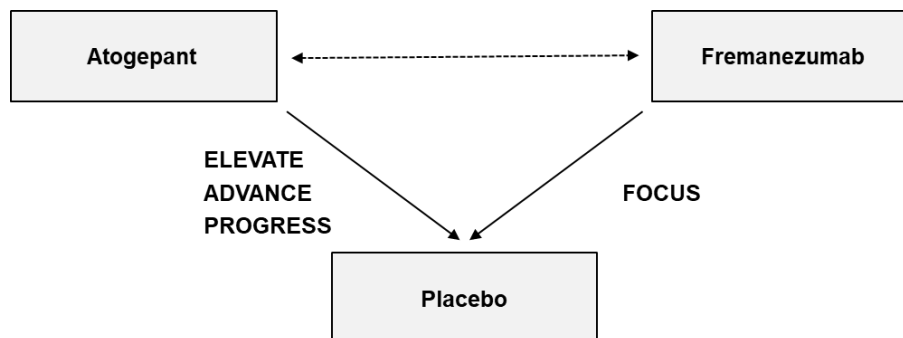 Atogepant
Fremanezumab
ELEVATE
ADVANCE
PROGRESS
FOCUS
Placebo